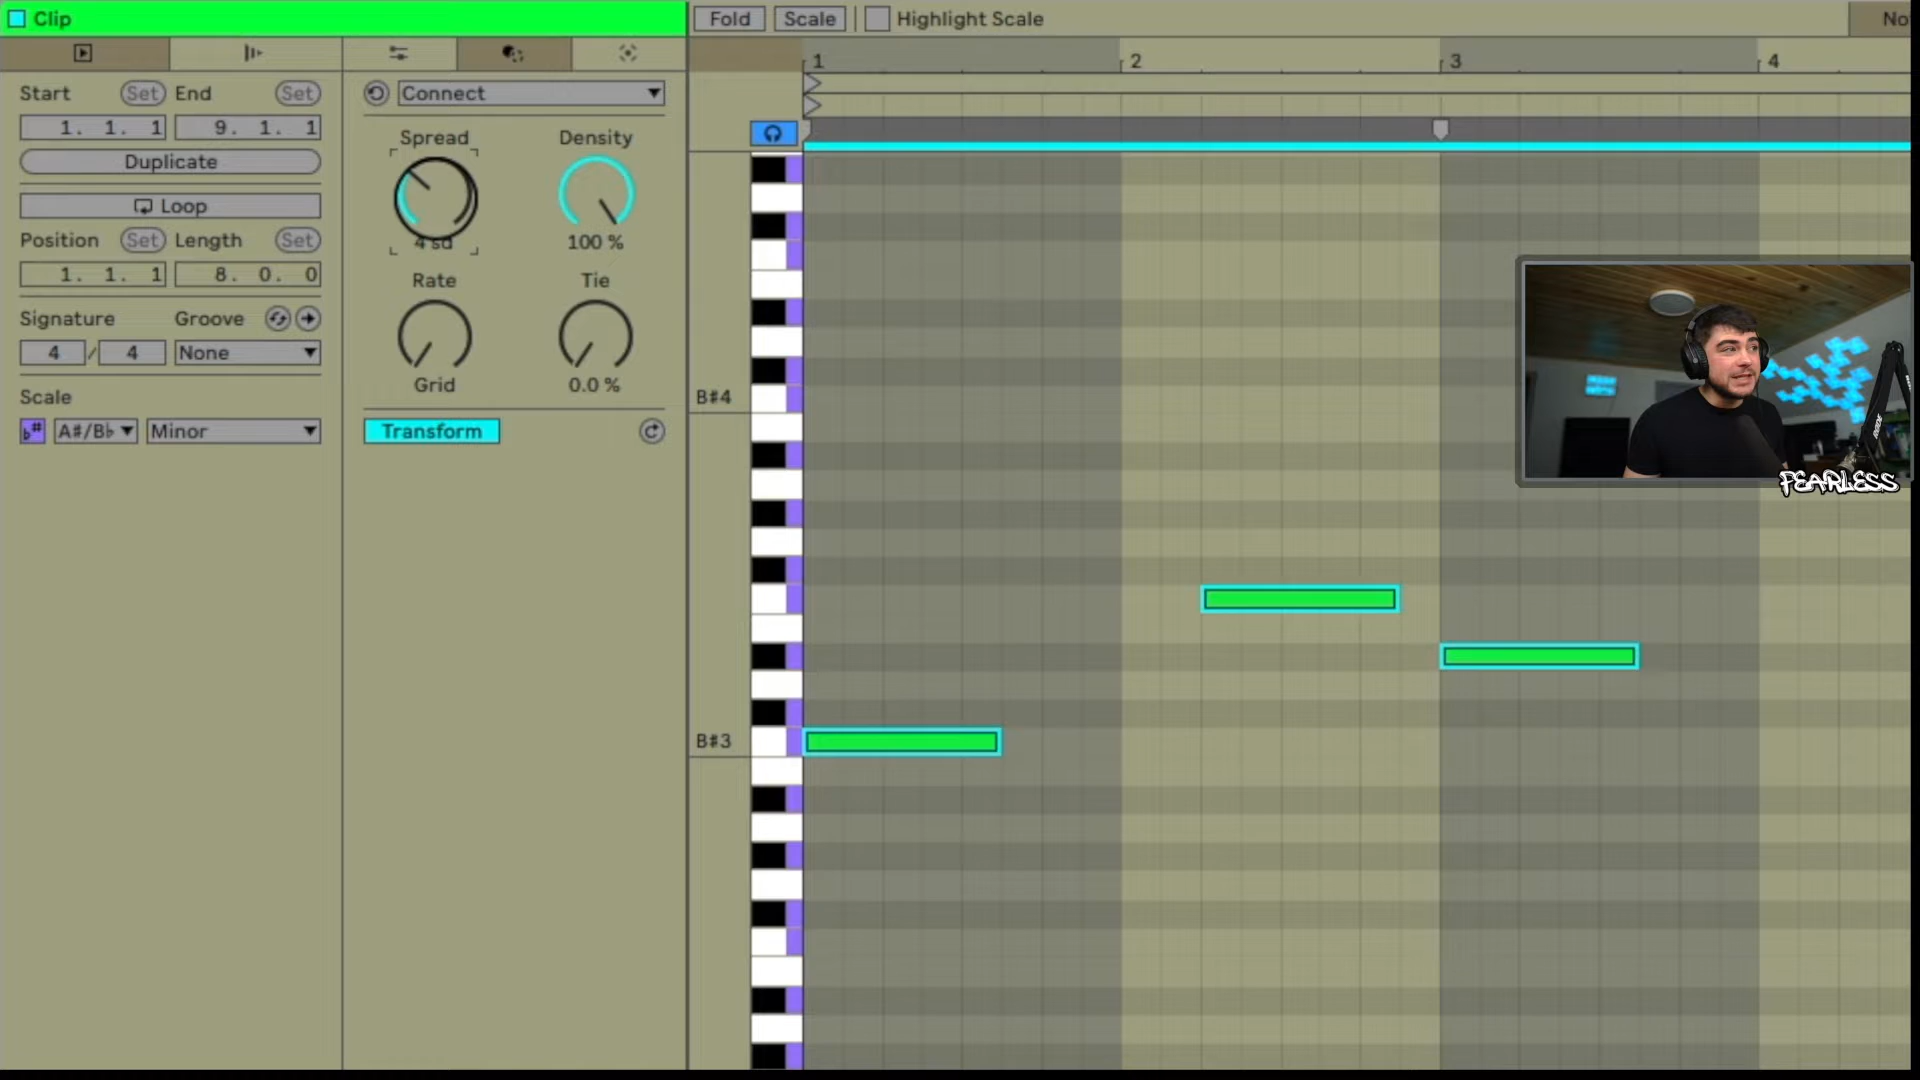 Clip
Fold Scale Highlight Scale No
1 2 3 4
Start Set End Set
1. 1. 1 9. 1. 1
Duplicate
Loop
Position Set Length Set
1. 1. 1 8. 0. 0
Signature Groove
4 / 4 None
Scale
b# A#/Bb Minor
Connect
Spread Density
4 sd 100 %
Rate Tie
Grid 0.0 %
Transform
B#4
B#3
FEARLESS